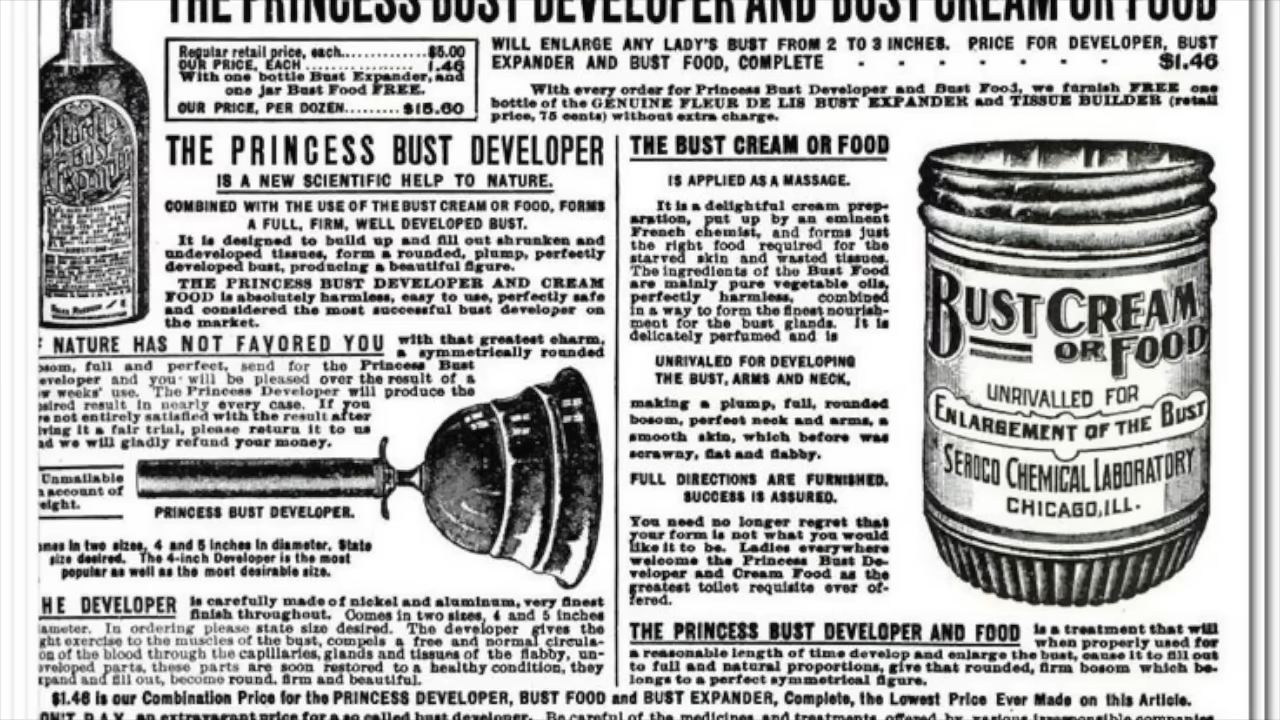 THE PRINCESS BUST DEVELOPER AND BUST CREAM OR FOOD
Regular retail price, each..............$5.00
OUR PRICE, EACH ................ 1.46
With one bottle Bust Expander, and
one jar Bust Food FREE.
OUR PRICE, PER DOZEN.........$15.60
WILL ENLARGE ANY LADY'S BUST FROM 2 TO 3 INCHES. PRICE FOR DEVELOPER, BUST
EXPANDER AND BUST FOOD, COMPLETE - - - - - - - $1.46
With every order for Princess Bust Developer and Bust Food, we furnish FREE one
bottle of the GENUINE FLEUR DE LIS BUST EXPANDER and TISSUE BUILDER (retail
price, 75 cents) without extra charge.
THE PRINCESS BUST DEVELOPER
IS A NEW SCIENTIFIC HELP TO NATURE.
COMBINED WITH THE USE OF THE BUST CREAM OR FOOD, FORMS
A FULL, FIRM, WELL DEVELOPED BUST.
It is designed to build up and fill out shrunken and
undeveloped tissues, form a rounded, plump, perfectly
developed bust, producing a beautiful figure.
THE PRINCESS BUST DEVELOPER AND CREAM
FOOD is absolutely harmless, easy to use, perfectly safe
and considered the most successful bust developer on
the market.
NATURE HAS NOT FAVORED YOU with that greatest charm,
a symmetrically rounded
full and perfect, send for the Princess Bust
and you will be pleased over the result of a
weeks' use. The Princess Developer will produce the
result in nearly every case. If you
not entirely satisfied with the result after
it a fair trial, please return it to us
we will gladly refund your money.
Unmailable
account of
PRINCESS BUST DEVELOPER.
in two sizes, 4 and 5 inches in diameter. State
size desired. The 4-inch Developer is the most
popular as well as the most desirable size.
HE DEVELOPER is carefully made of nickel and aluminum, very finest
finish throughout. Comes in two sizes, 4 and 5 inches
In ordering please state size desired. The developer gives the
exercise to the muscles of the bust, compels a free and normal circula-
of the blood through the capillaries, glands and tissues of the flabby, un-
parts, these parts are soon restored to a healthy condition, they
and fill out, become round, firm and beautiful.
THE BUST CREAM OR FOOD
IS APPLIED AS A MASSAGE.
It is a delightful cream prep-
aration, put up by an eminent
French chemist, and forms just
the right food required for the
starved skin and wasted tissues.
The ingredients of the Bust Food
are mainly pure vegetable oils,
perfectly harmless, combined
in a way to form the finest nourish-
ment for the bust glands. It is
delicately perfumed and is
UNRIVALED FOR DEVELOPING
THE BUST, ARMS AND NECK,
making a plump, full, rounded
bosom, perfect neck and arms, a
smooth skin, which before was
scrawny, flat and flabby.
FULL DIRECTIONS ARE FURNISHED.
SUCCESS IS ASSURED.
You need no longer regret that
your form is not what you would
like it to be. Ladies everywhere
welcome the Princess Bust De-
veloper and Cream Food as the
greatest toilet requisite ever of-
fered.
BUST CREAM
OR FOOD
UNRIVALLED FOR
ENLARGEMENT OF THE BUST
SEROCO CHEMICAL LABORATORY
CHICAGO, ILL.
THE PRINCESS BUST DEVELOPER AND FOOD is a treatment that will
when properly used for
a reasonable length of time develop and enlarge the bust, cause it to fill out
to full and natural proportions, give that rounded, firm bosom which be-
longs to a perfect symmetrical figure.
$1.46 is our Combination Price for the PRINCESS DEVELOPER, BUST FOOD and BUST EXPANDER, Complete, the Lowest Price Ever Made on this Article.
DON'T PAY an extravagant price for a so called bust developer. Be careful of the medicines and treatments offered by various irresponsible companies